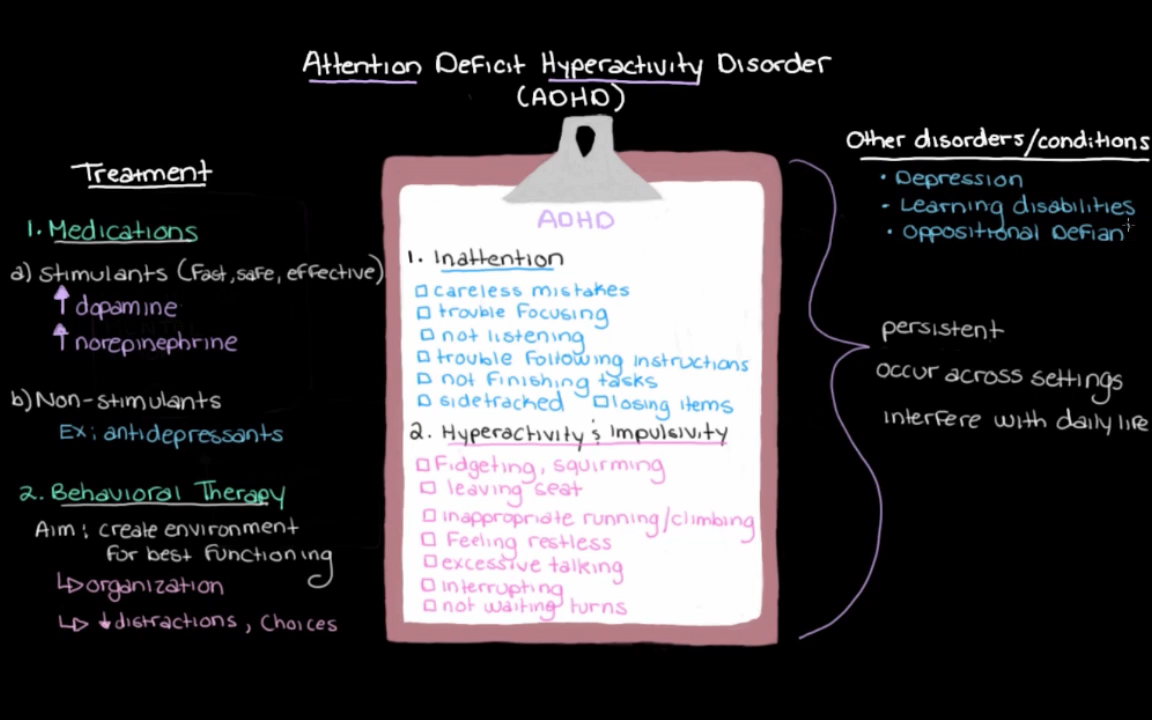 Attention Deficit Hyperactivity Disorder
(ADHD)
Treatment
1. Medications
a) Stimulants (Fast, safe, effective)
↑ dopamine
↑ norepinephrine
b) Non-stimulants
Ex: antidepressants
2. Behavioral Therapy
Aim: create environment
for best functioning
↳ organization
↳ ↓ distractions, choices
ADHD
1. Inattention
□ careless mistakes
□ trouble focusing
□ not listening
□ trouble following instructions
□ not finishing tasks
□ sidetracked □ losing items
2. Hyperactivity & Impulsivity
□ Fidgeting, squirming
□ leaving seat
□ inappropriate running/climbing
□ Feeling restless
□ excessive talking
□ interrupting
□ not waiting turns
Other disorders/conditions
• Depression
• Learning disabilities
• Oppositional Defian
persistent
occur across settings
interfere with daily life